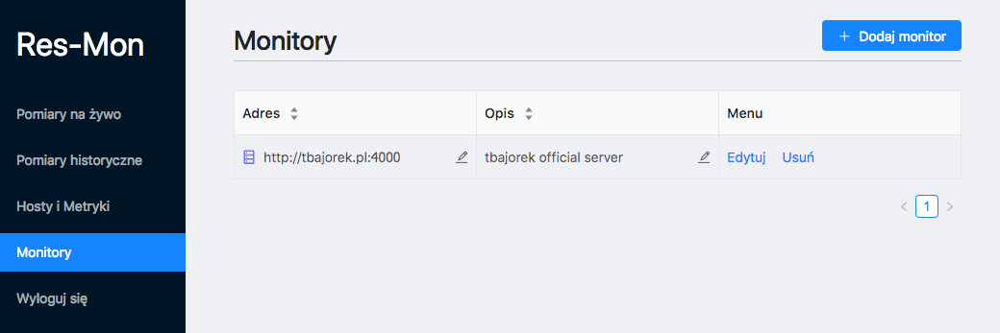 Res-Mon
Pomiary na żywo
Pomiary historyczne
Hosty i Metryki
Monitory
Wyloguj się
Monitory
Dodaj monitor
Adres Opis Menu
http://tbajorek.pl:4000 tbajorek official server Edytuj Usuń
1